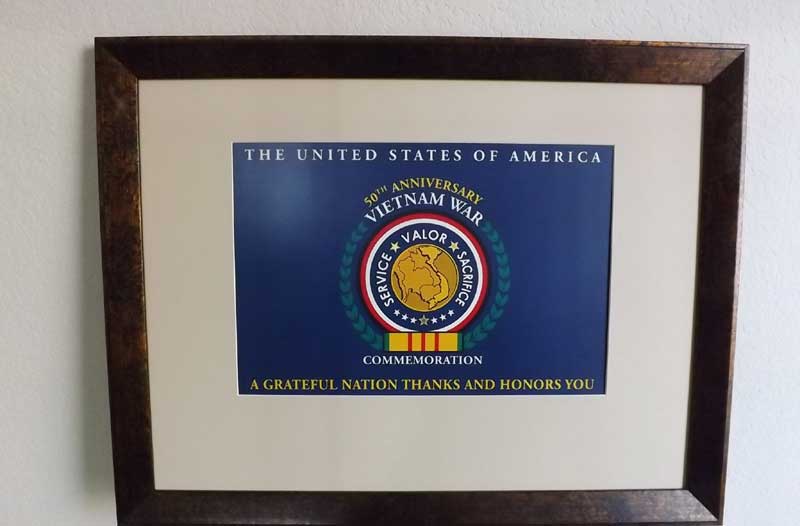 THE UNITED STATES OF AMERICA
50TH ANNIVERSARY
VIETNAM WAR
SERVICE ★ VALOR ★ SACRIFICE
COMMEMORATION
A GRATEFUL NATION THANKS AND HONORS YOU